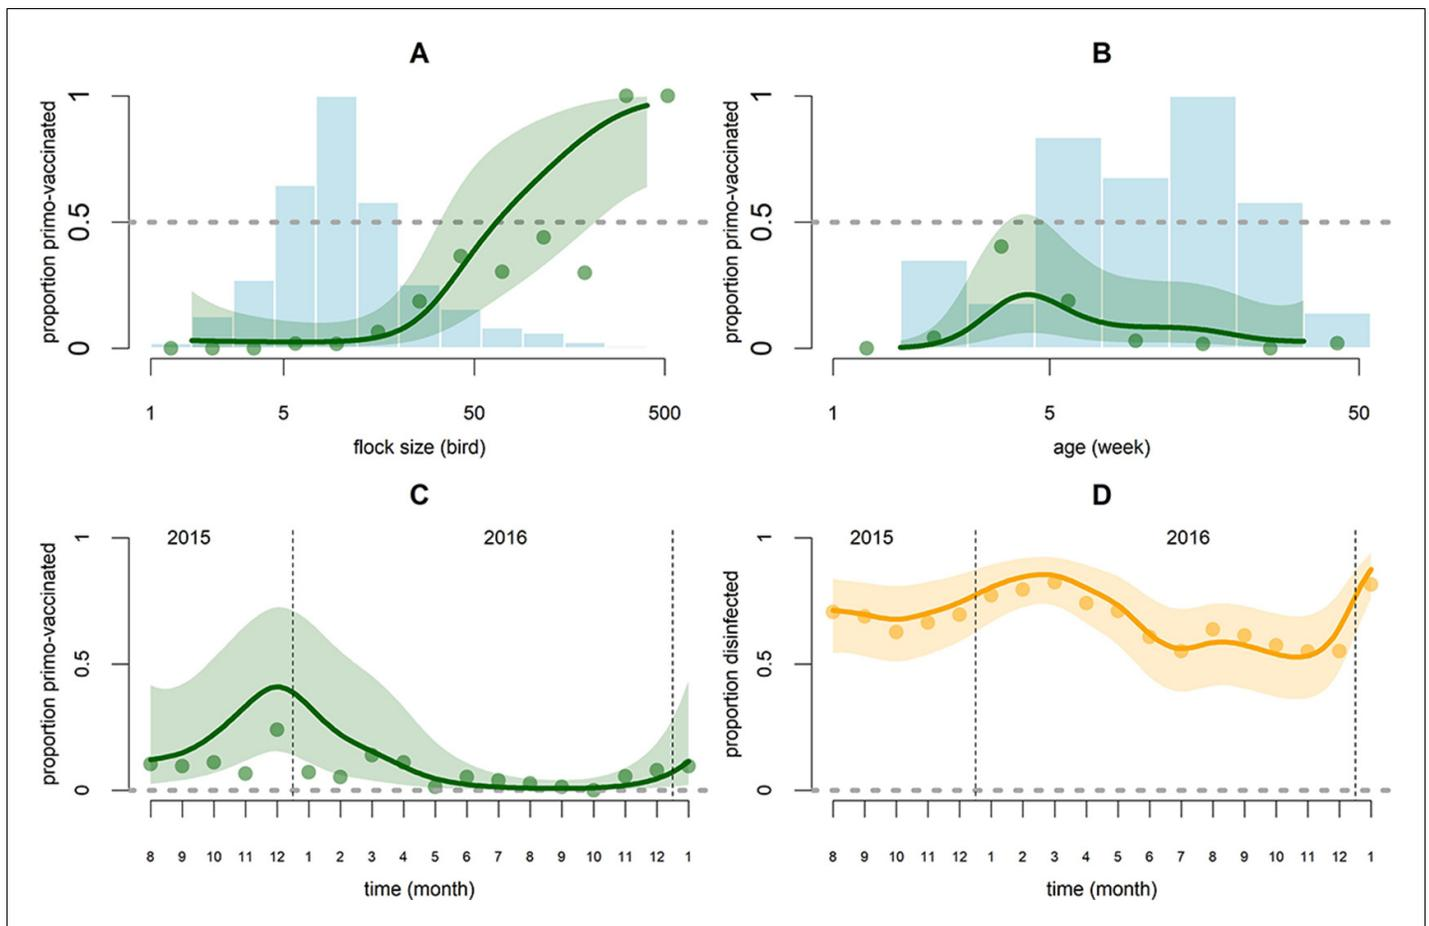 A
B
proportion primo-vaccinated
1
0.5
0
1 5 50 500
flock size (bird)
proportion primo-vaccinated
1
0.5
0
1 5 50
age (week)
C
D
2015 2016
proportion primo-vaccinated
1
0.5
0
8 9 10 11 12 1 2 3 4 5 6 7 8 9 10 11 12 1
time (month)
2015 2016
proportion disinfected
1
0.5
0
8 9 10 11 12 1 2 3 4 5 6 7 8 9 10 11 12 1
time (month)